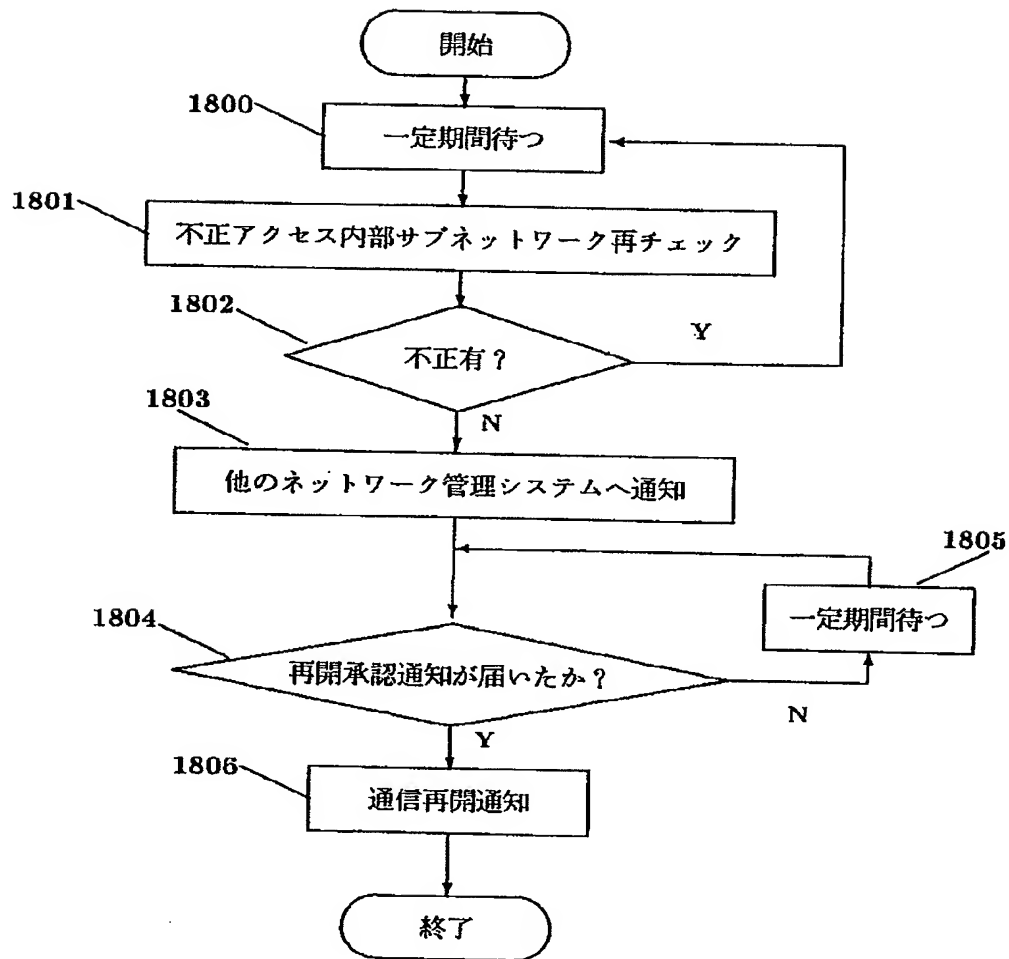 開始
1800
一定期間待つ
1801
不正アクセス内部サブネットワーク再チェック
1802
不正有?
Y
N
1803
他のネットワーク管理システムへ通知
1805
一定期間待つ
1804
再開承認通知が届いたか?
N
Y
1806
通信再開通知
終了